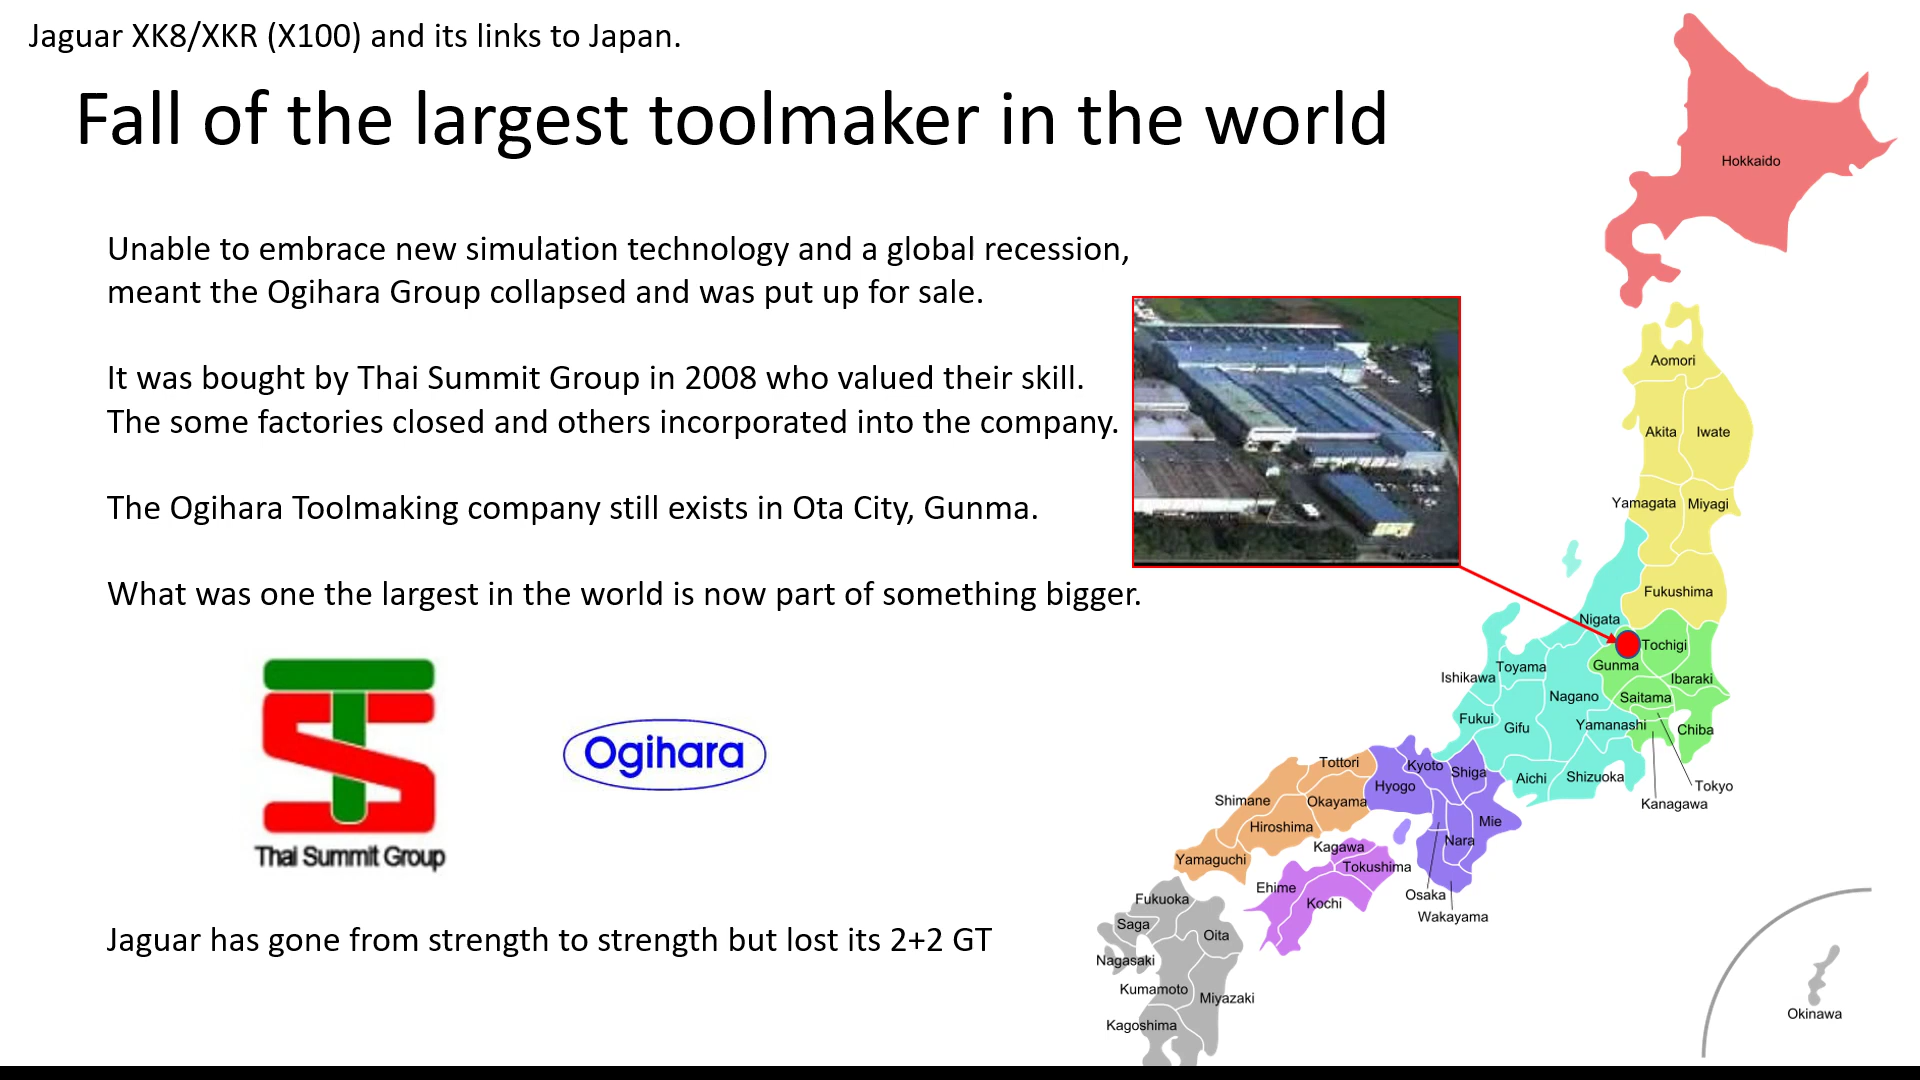 Jaguar XK8/XKR (X100) and its links to Japan.
Fall of the largest toolmaker in the world
Unable to embrace new simulation technology and a global recession,
meant the Ogihara Group collapsed and was put up for sale.
It was bought by Thai Summit Group in 2008 who valued their skill.
The some factories closed and others incorporated into the company.
The Ogihara Toolmaking company still exists in Ota City, Gunma.
What was one the largest in the world is now part of something bigger.
Thai Summit Group
Ogihara
Jaguar has gone from strength to strength but lost its 2+2 GT
Hokkaido
Aomori
Akita
Iwate
Yamagata
Miyagi
Fukushima
Nigata
Tochigi
Gunma
Ibaraki
Toyama
Ishikawa
Nagano
Saitama
Fukui
Gifu
Yamanashi
Chiba
Tokyo
Kanagawa
Aichi
Shizuoka
Kyoto
Shiga
Hyogo
Mie
Nara
Osaka
Wakayama
Tottori
Shimane
Okayama
Hiroshima
Yamaguchi
Kagawa
Tokushima
Ehime
Kochi
Fukuoka
Saga
Oita
Nagasaki
Kumamoto
Miyazaki
Kagoshima
Okinawa